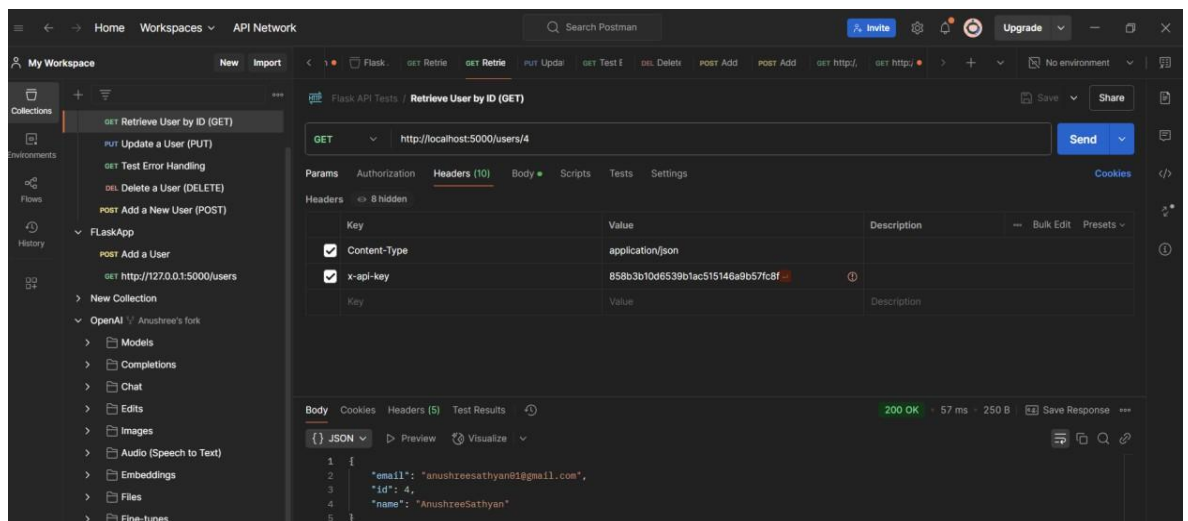 Home Workspaces API Network Search Postman Invite Upgrade
My Workspace New Import Flask GET Retrie GET Retrie PUT Updat GET Test E DEL Delete POST Add POST Add GET http:/. GET http:/ No environment
Collections
Environments
Flows
History
GET Retrieve User by ID (GET)
PUT Update a User (PUT)
GET Test Error Handling
DEL Delete a User (DELETE)
POST Add a New User (POST)
FLaskApp
POST Add a User
GET http://127.0.0.1:5000/users
New Collection
OpenAI Anushree's fork
Models
Completions
Chat
Edits
Images
Audio (Speech to Text)
Embeddings
Files
Fine-tunes
HTTP Flask API Tests / Retrieve User by ID (GET) Save Share
GET http://localhost:5000/users/4 Send
Params Authorization Headers (10) Body Scripts Tests Settings Cookies
Headers 8 hidden
Key Value Description Bulk Edit Presets
Content-Type application/json
x-api-key 858b3b10d6539b1ac515146a9b57fc8f
Key Value Description
Body Cookies Headers (5) Test Results 200 OK 57 ms 250 B Save Response
{} JSON Preview Visualize
1 {
2 "email": "anushreesathyan01@gmail.com",
3 "id": 4,
4 "name": "AnushreeSathyan"
5 }